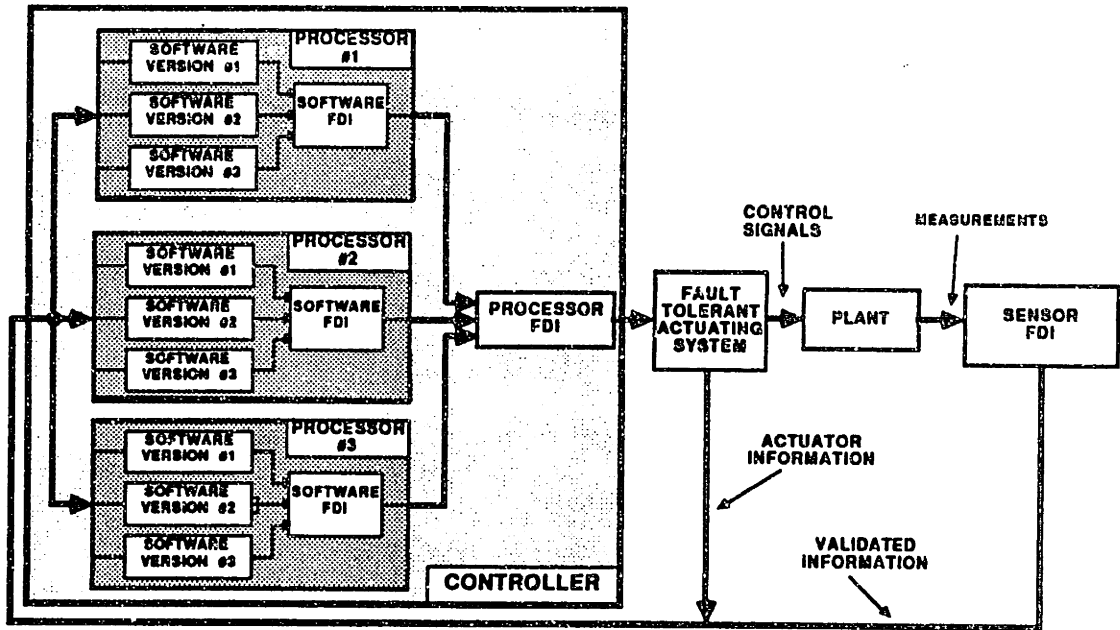 PROCESSOR
#1
SOFTWARE
VERSION #1
SOFTWARE
VERSION #2
SOFTWARE
VERSION #3
SOFTWARE
FDI
PROCESSOR
#2
SOFTWARE
VERSION #1
SOFTWARE
VERSION #2
SOFTWARE
VERSION #3
SOFTWARE
FDI
PROCESSOR
#3
SOFTWARE
VERSION #1
SOFTWARE
VERSION #2
SOFTWARE
VERSION #3
SOFTWARE
FDI
PROCESSOR
FDI
CONTROLLER
FAULT
TOLERANT
ACTUATING
SYSTEM
CONTROL
SIGNALS
PLANT
MEASUREMENTS
SENSOR
FDI
ACTUATOR
INFORMATION
VALIDATED
INFORMATION